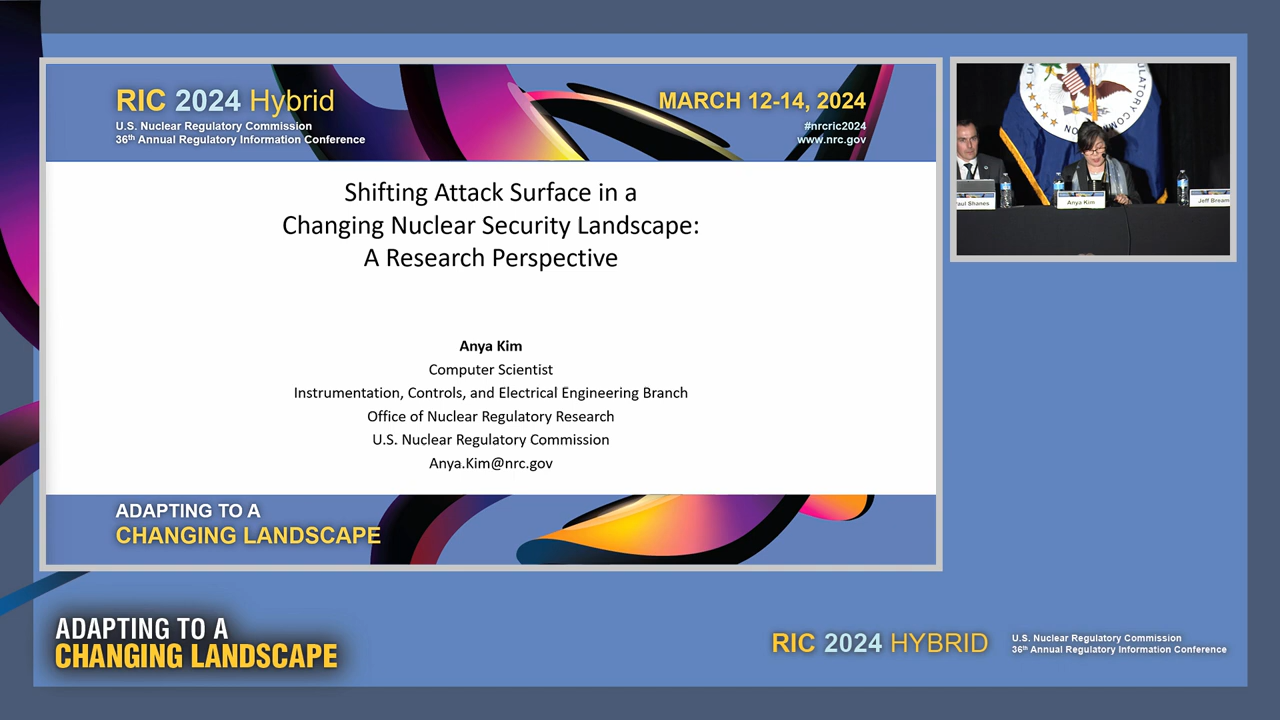 RIC 2024 Hybrid
U.S. Nuclear Regulatory Commission
36th Annual Regulatory Information Conference
MARCH 12-14, 2024
#nrcric2024
www.nrc.gov
Shifting Attack Surface in a
Changing Nuclear Security Landscape:
A Research Perspective
Anya Kim
Computer Scientist
Instrumentation, Controls, and Electrical Engineering Branch
Office of Nuclear Regulatory Research
U.S. Nuclear Regulatory Commission
Anya.Kim@nrc.gov
ADAPTING TO A
CHANGING LANDSCAPE
Paul Shanes
Anya Kim
Jeff Bream
ADAPTING TO A
CHANGING LANDSCAPE
RIC 2024 HYBRID
U.S. Nuclear Regulatory Commission
36th Annual Regulatory Information Conference